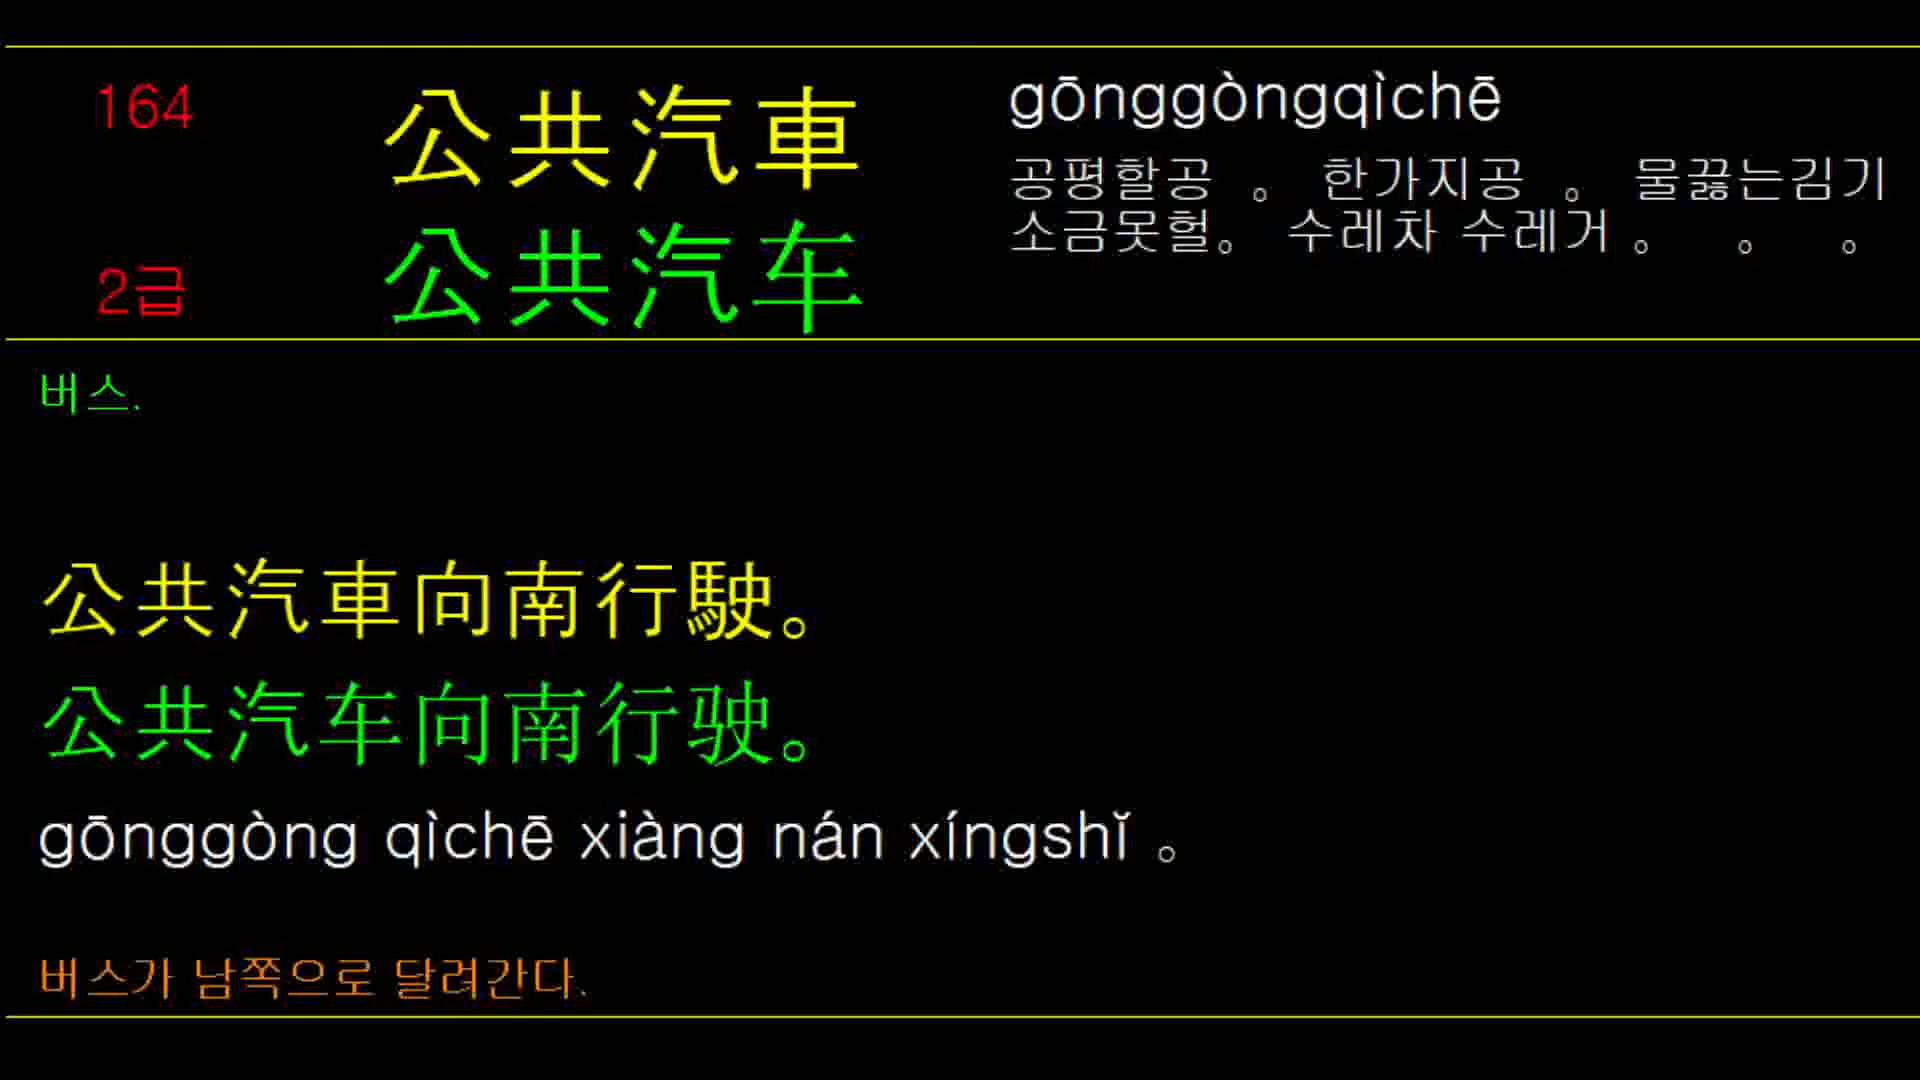 164
公共汽車
gōnggòngqìchē
공평할공 。 한가지공 。 물끓는김기
소금못헐。 수레차 수레거 。 。 。
2급
公共汽车
버스.
公共汽車向南行駛。
公共汽车向南行驶。
gōnggòng qìchē xiàng nán xíngshĭ 。
버스가 남쪽으로 달려간다.